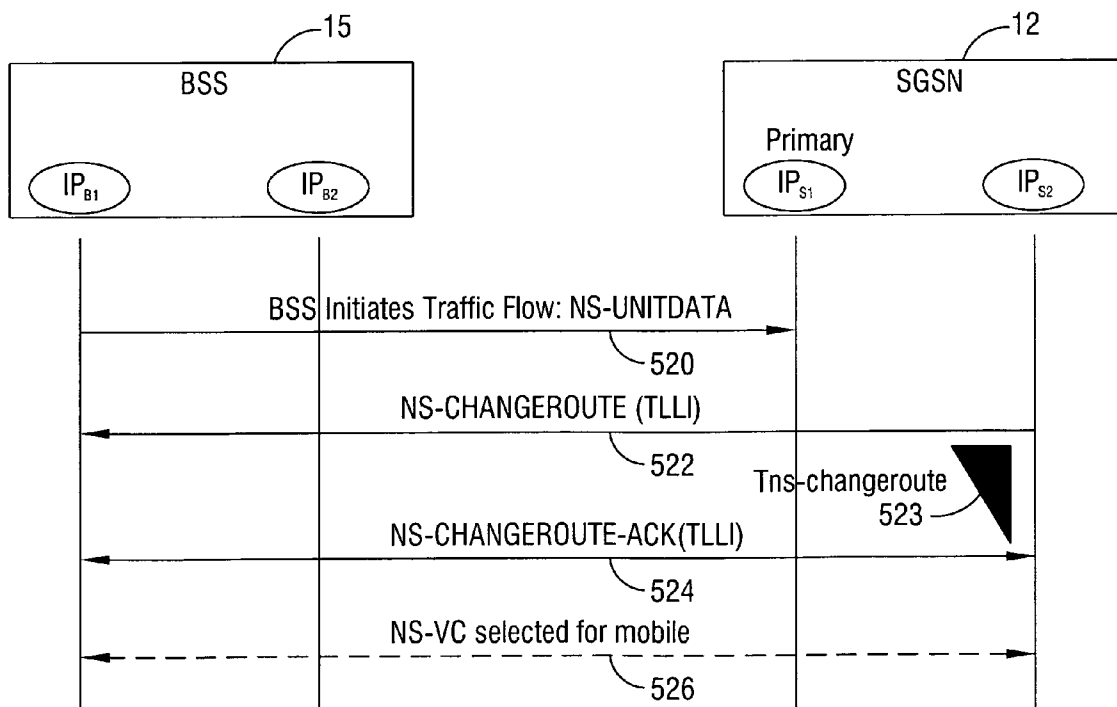 15
12
BSS
SGSN
Primary
IPB1
IPB2
IPS1
IPS2
BSS Initiates Traffic Flow: NS-UNITDATA
520
NS-CHANGEROUTE (TLLI)
522
Tns-changeroute
523
NS-CHANGEROUTE-ACK(TLLI)
524
NS-VC selected for mobile
526